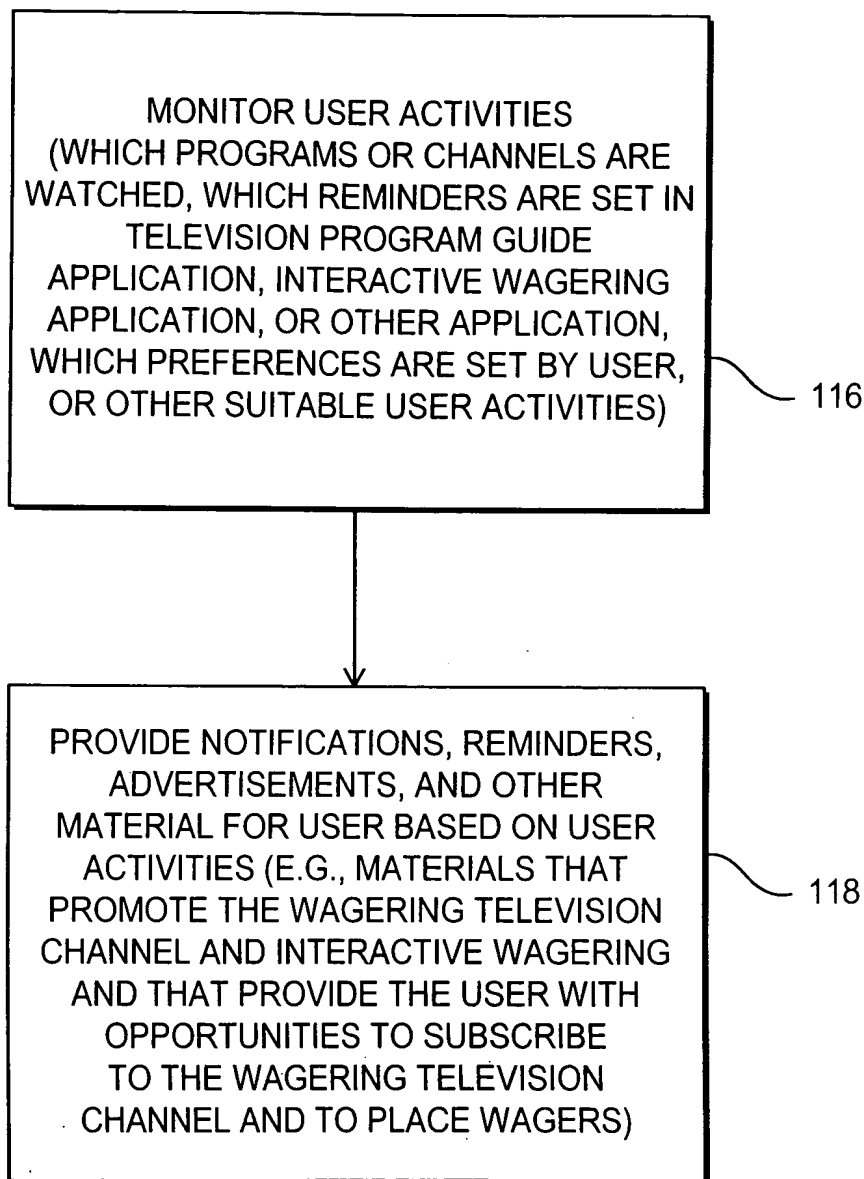 MONITOR USER ACTIVITIES
(WHICH PROGRAMS OR CHANNELS ARE
WATCHED, WHICH REMINDERS ARE SET IN
TELEVISION PROGRAM GUIDE
APPLICATION, INTERACTIVE WAGERING
APPLICATION, OR OTHER APPLICATION,
WHICH PREFERENCES ARE SET BY USER,
OR OTHER SUITABLE USER ACTIVITIES)
116
PROVIDE NOTIFICATIONS, REMINDERS,
ADVERTISEMENTS, AND OTHER
MATERIAL FOR USER BASED ON USER
ACTIVITIES (E.G., MATERIALS THAT
PROMOTE THE WAGERING TELEVISION
CHANNEL AND INTERACTIVE WAGERING
AND THAT PROVIDE THE USER WITH
OPPORTUNITIES TO SUBSCRIBE
TO THE WAGERING TELEVISION
CHANNEL AND TO PLACE WAGERS)
118